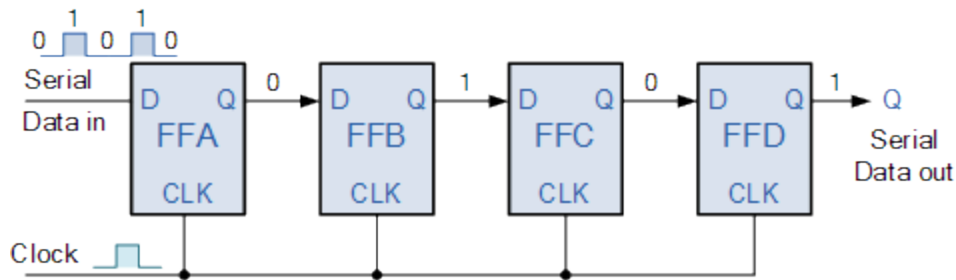 1 1
0 0 0
Serial
Data in
D Q
FFA
CLK
0
D Q
FFB
CLK
1
D Q
FFC
CLK
0
D Q
FFD
CLK
1
Q
Serial
Data out
Clock